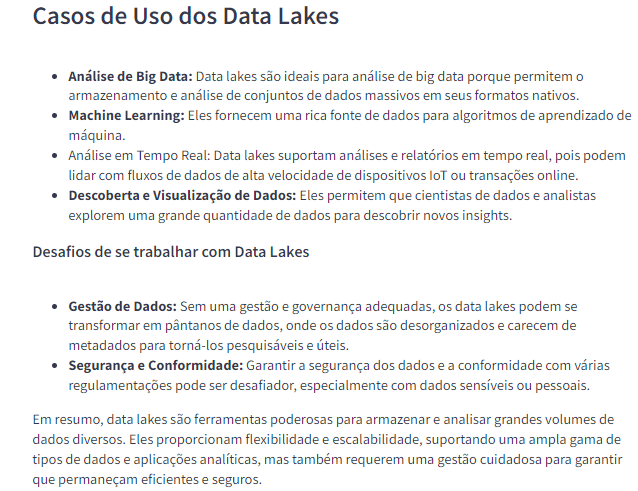 Casos de Uso dos Data Lakes
Análise de Big Data: Data lakes são ideais para análise de big data porque permitem o
armazenamento e análise de conjuntos de dados massivos em seus formatos nativos.
Machine Learning: Eles fornecem uma rica fonte de dados para algoritmos de aprendizado de
máquina.
Análise em Tempo Real: Data lakes suportam análises e relatórios em tempo real, pois podem
lidar com fluxos de dados de alta velocidade de dispositivos IoT ou transações online.
Descoberta e Visualização de Dados: Eles permitem que cientistas de dados e analistas
explorem uma grande quantidade de dados para descobrir novos insights.
Desafios de se trabalhar com Data Lakes
Gestão de Dados: Sem uma gestão e governança adequadas, os data lakes podem se
transformar em pântanos de dados, onde os dados são desorganizados e carecem de
metadados para torná-los pesquisáveis e úteis.
Segurança e Conformidade: Garantir a segurança dos dados e a conformidade com várias
regulamentações pode ser desafiador, especialmente com dados sensíveis ou pessoais.
Em resumo, data lakes são ferramentas poderosas para armazenar e analisar grandes volumes de
dados diversos. Eles proporcionam flexibilidade e escalabilidade, suportando uma ampla gama de
tipos de dados e aplicações analíticas, mas também requerem uma gestão cuidadosa para garantir
que permaneçam eficientes e seguros.